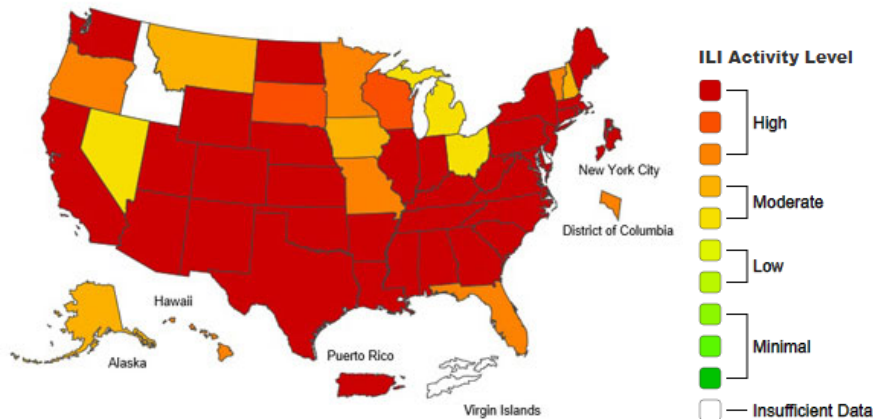 ILI Activity Level
High
Moderate
Low
Minimal
Insufficient Data
New York City
District of Columbia
Hawaii
Alaska
Puerto Rico
Virgin Islands